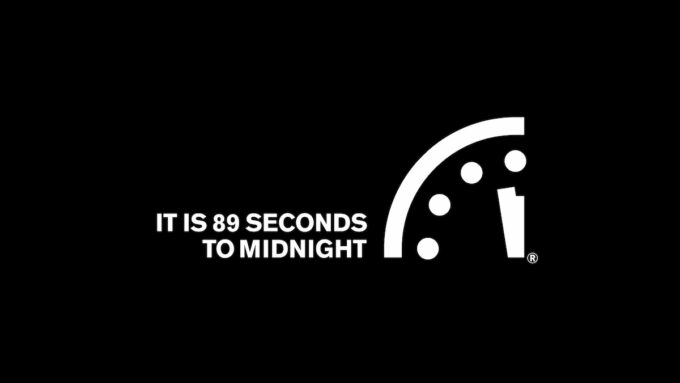 IT IS 89 SECONDS
TO MIDNIGHT
®